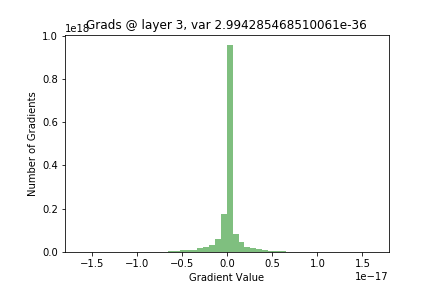 Grads @ layer 3, var 2.994285468510061e-36
1e18
1.0
0.8
0.6
0.4
0.2
0.0
Number of Gradients
−1.5 −1.0 −0.5 0.0 0.5 1.0 1.5
1e−17
Gradient Value